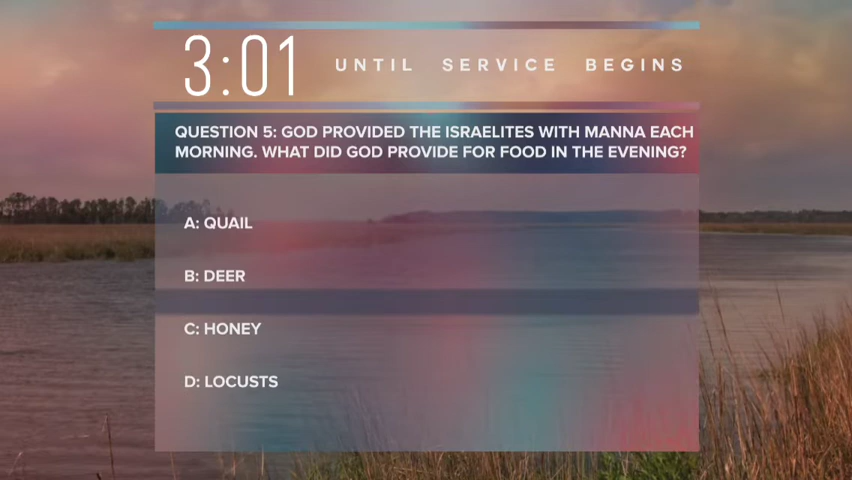 3:01 UNTIL SERVICE BEGINS
QUESTION 5: GOD PROVIDED THE ISRAELITES WITH MANNA EACH
MORNING. WHAT DID GOD PROVIDE FOR FOOD IN THE EVENING?
A: QUAIL
B: DEER
C: HONEY
D: LOCUSTS